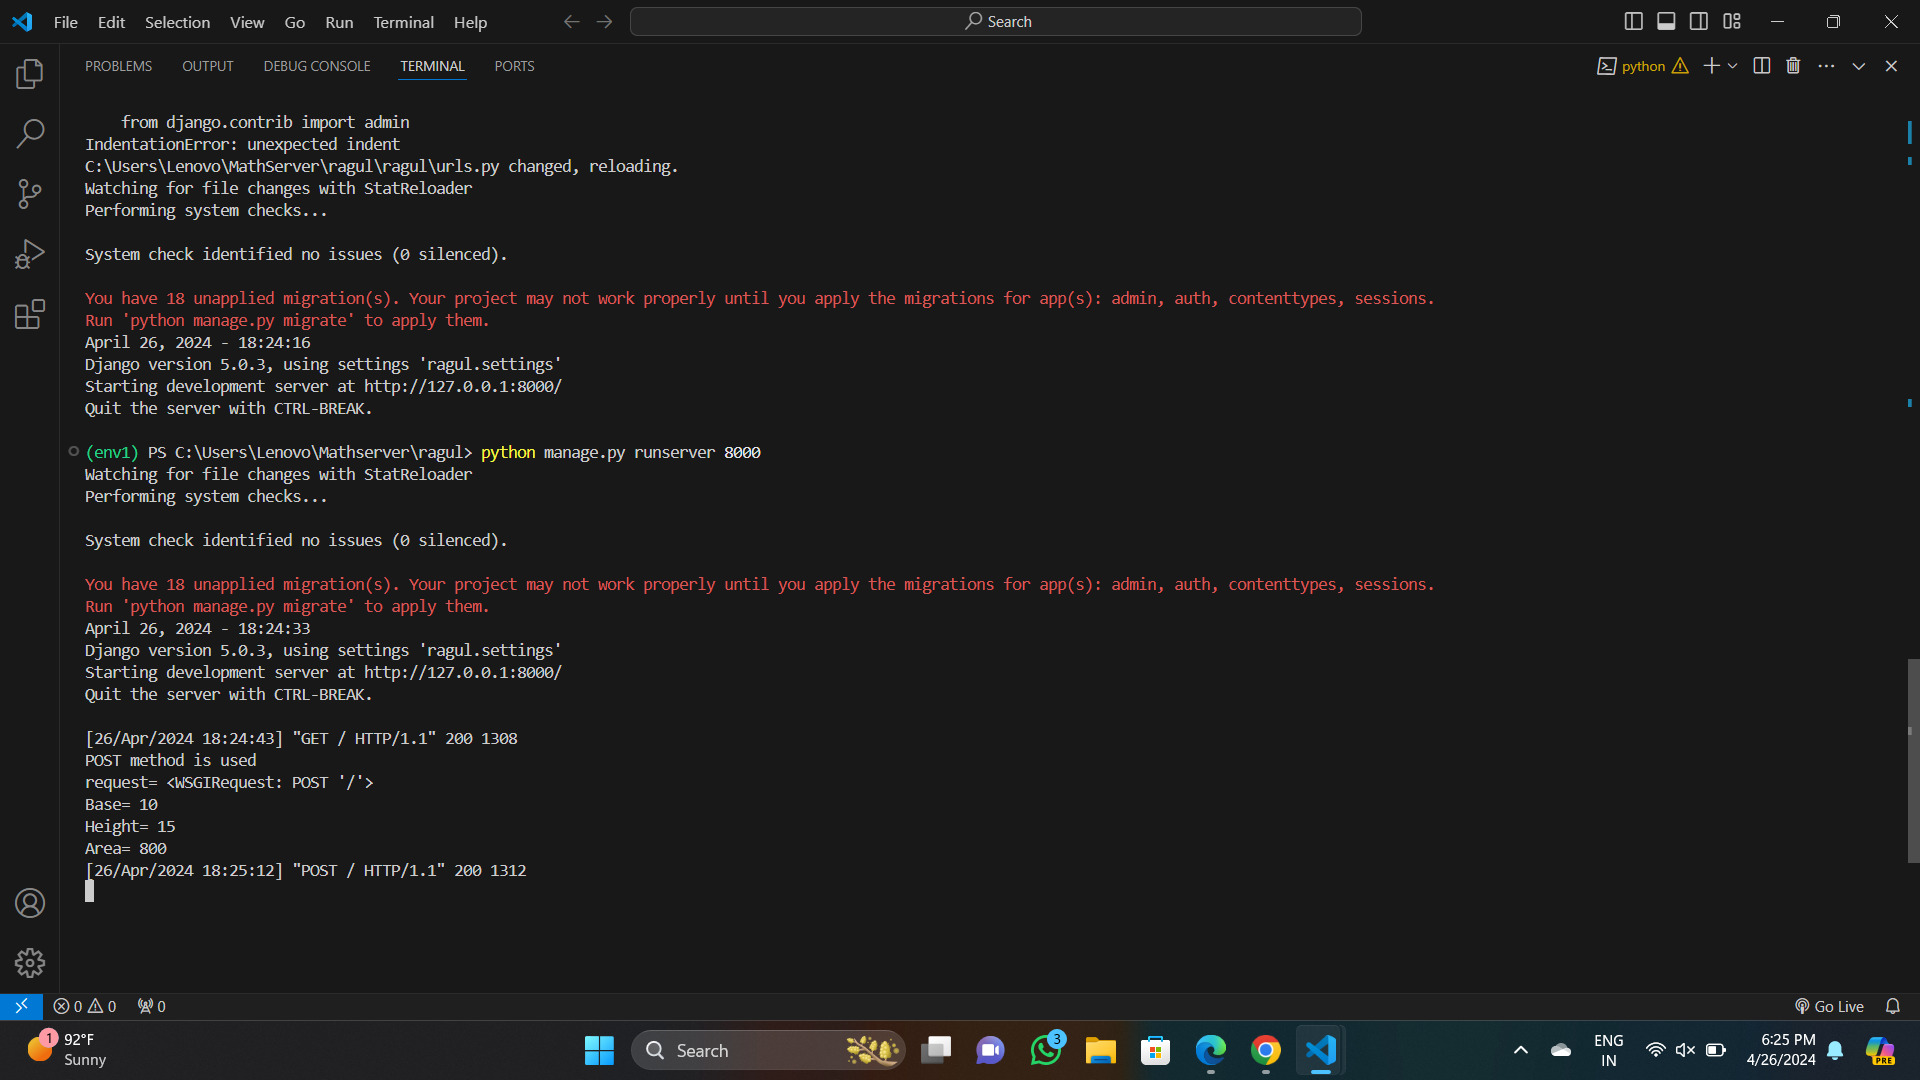 File Edit Selection View Go Run Terminal Help Search
PROBLEMS OUTPUT DEBUG CONSOLE TERMINAL PORTS python
from django.contrib import admin
IndentationError: unexpected indent
C:\Users\Lenovo\MathServer\ragul\ragul\urls.py changed, reloading.
Watching for file changes with StatReloader
Performing system checks...
System check identified no issues (0 silenced).
You have 18 unapplied migration(s). Your project may not work properly until you apply the migrations for app(s): admin, auth, contenttypes, sessions.
Run 'python manage.py migrate' to apply them.
April 26, 2024 - 18:24:16
Django version 5.0.3, using settings 'ragul.settings'
Starting development server at http://127.0.0.1:8000/
Quit the server with CTRL-BREAK.
(env1) PS C:\Users\Lenovo\Mathserver\ragul> python manage.py runserver 8000
Watching for file changes with StatReloader
Performing system checks...
System check identified no issues (0 silenced).
You have 18 unapplied migration(s). Your project may not work properly until you apply the migrations for app(s): admin, auth, contenttypes, sessions.
Run 'python manage.py migrate' to apply them.
April 26, 2024 - 18:24:33
Django version 5.0.3, using settings 'ragul.settings'
Starting development server at http://127.0.0.1:8000/
Quit the server with CTRL-BREAK.
[26/Apr/2024 18:24:43] "GET / HTTP/1.1" 200 1308
POST method is used
request= <WSGIRequest: POST '/'>
Base= 10
Height= 15
Area= 800
[26/Apr/2024 18:25:12] "POST / HTTP/1.1" 200 1312
0 0 0 Go Live
1 92°F
Sunny
Search
3
ENG
IN
6:25 PM
4/26/2024
PRE